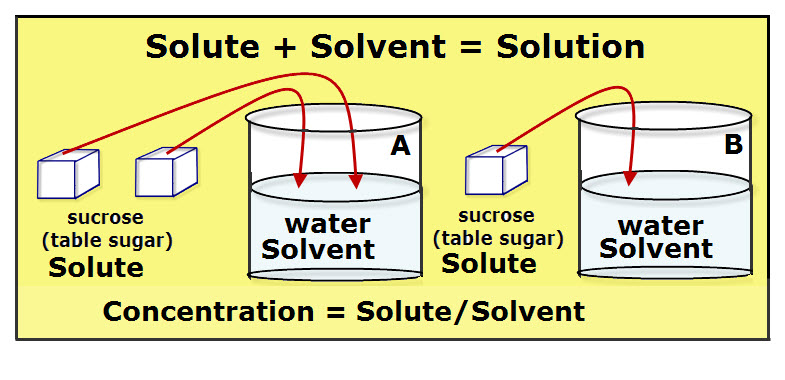 Solute + Solvent = Solution
A
sucrose
(table sugar)
Solute
water
Solvent
B
sucrose
(table sugar)
Solute
water
Solvent
Concentration = Solute/Solvent